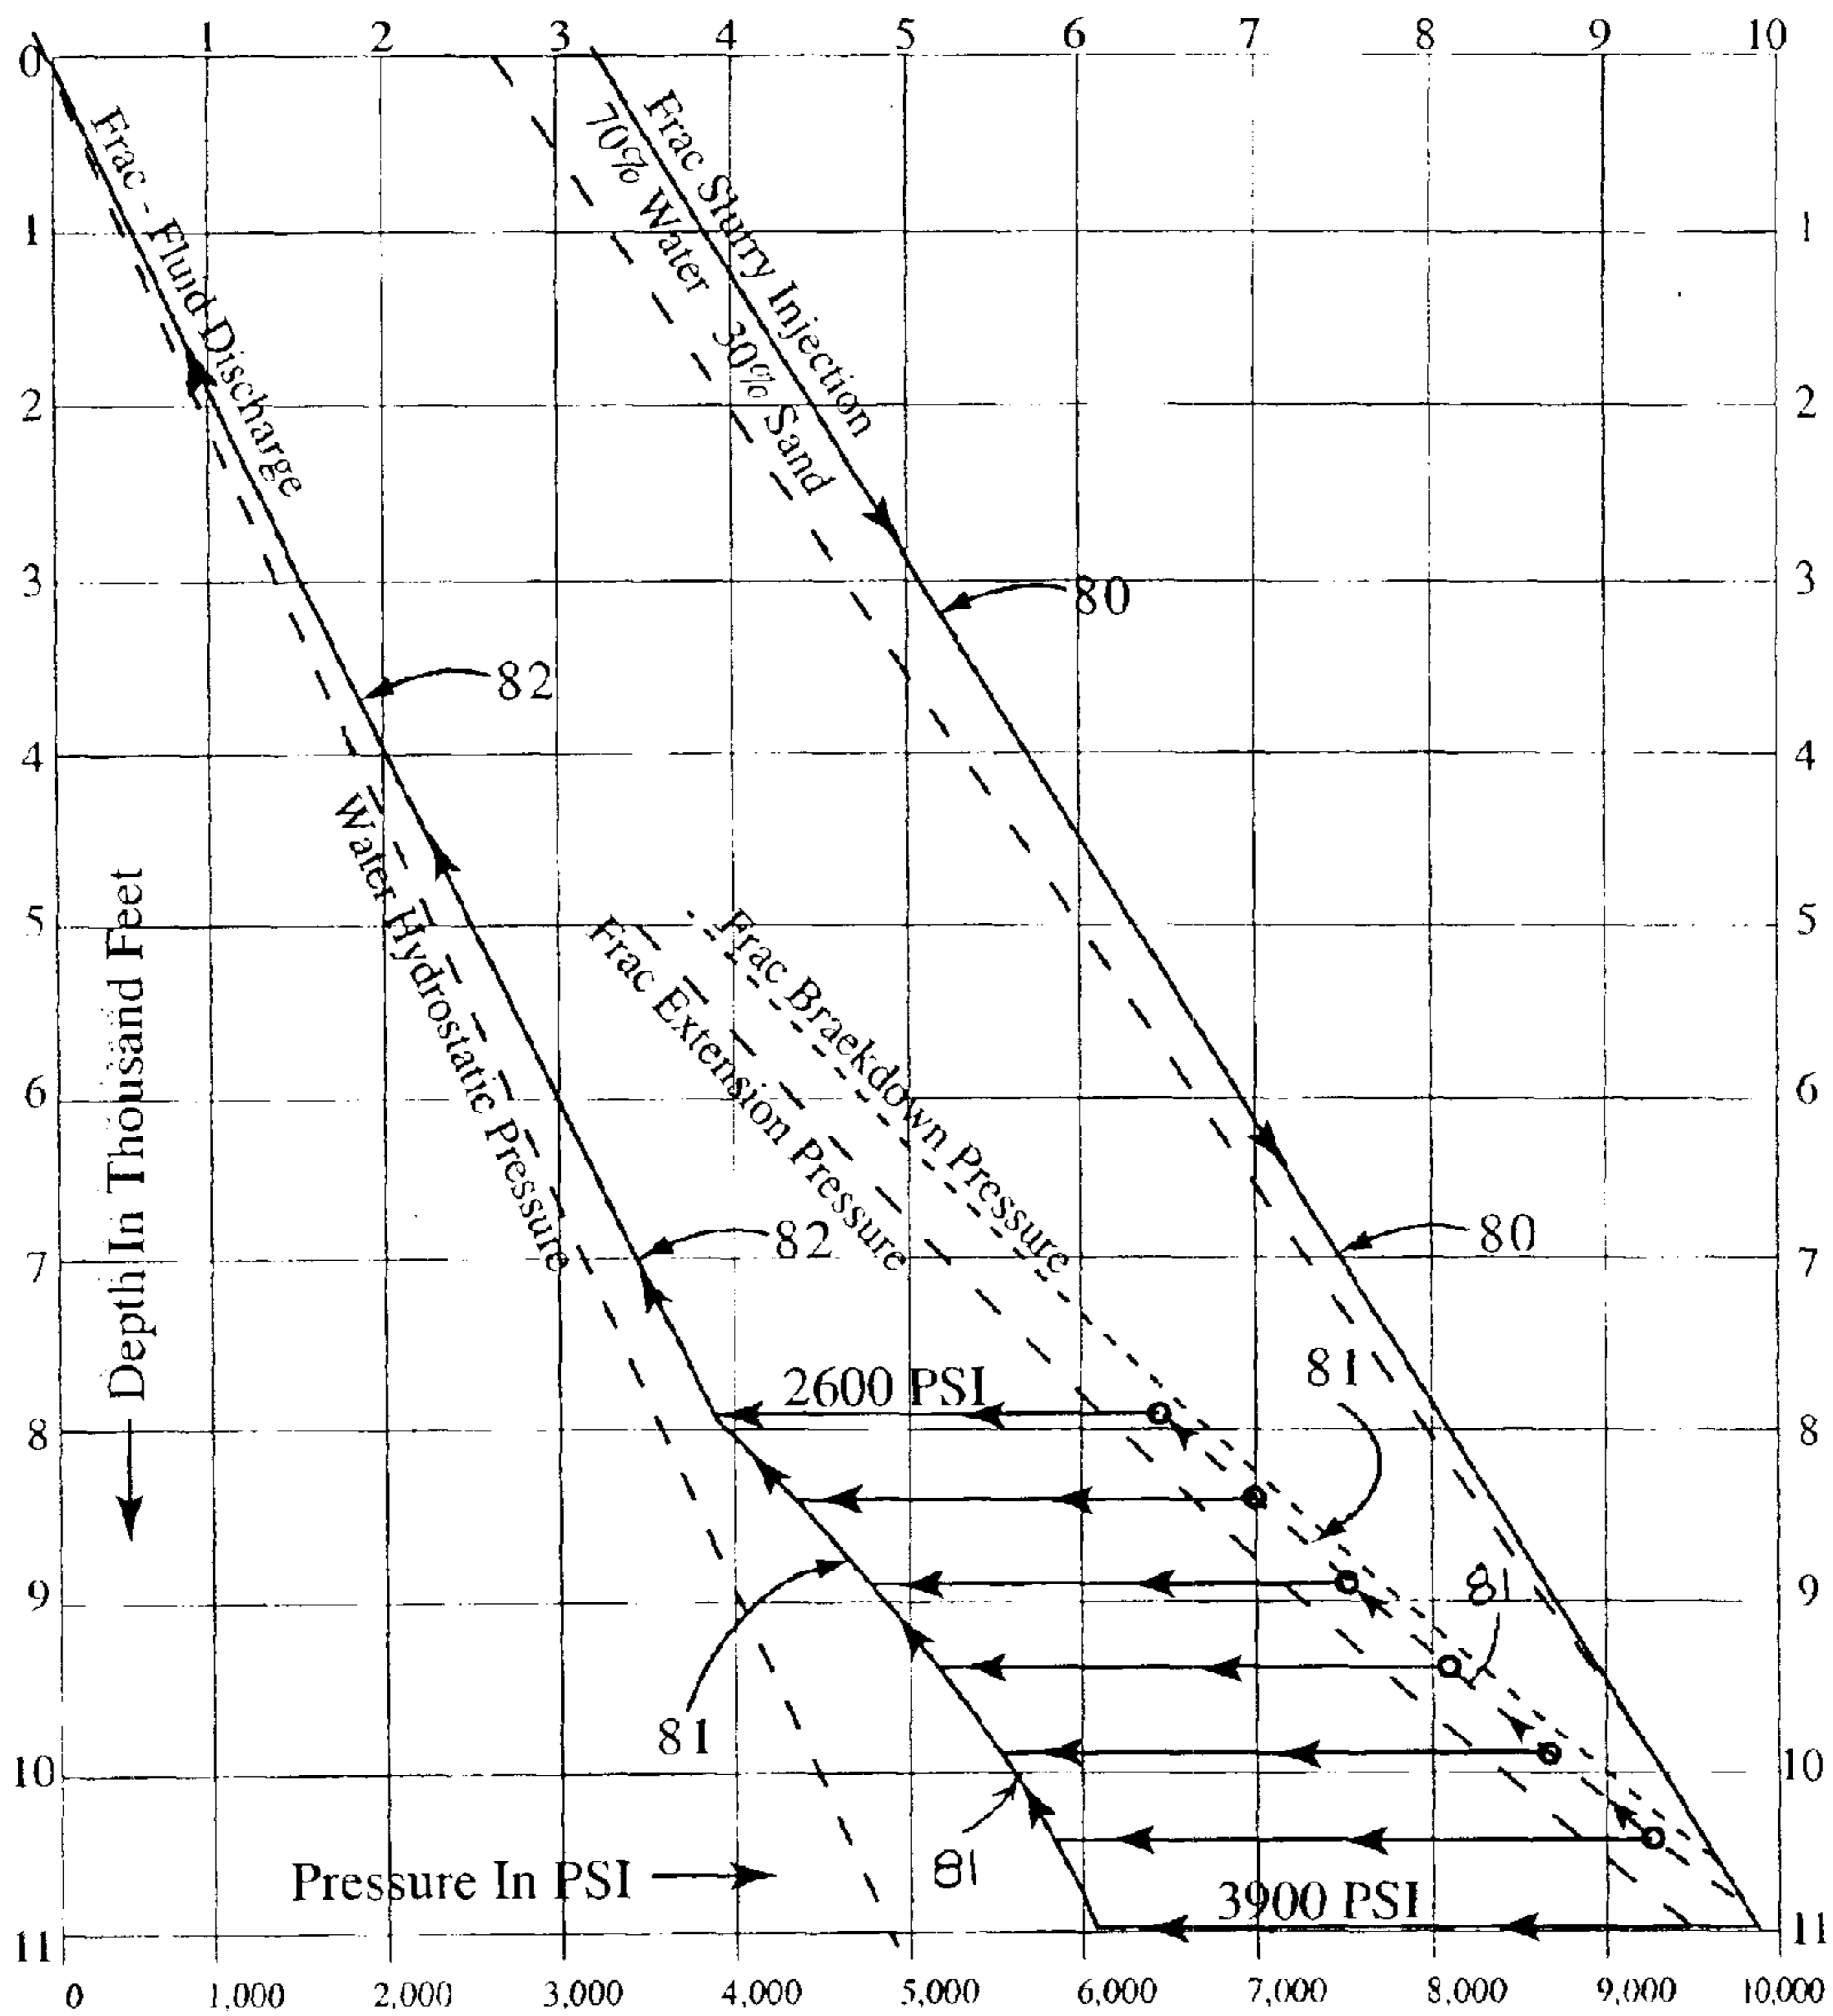 0 1 2 3 4 5 6 7 8 9 10
Frac - Fluid Discharge
Frac Slurry Injection
70% Water 30% Sand
1 1
2 2
3 3
80
82
4 4
Water Hydrostatic Pressure
Frac Extension Pressure
Frac Braekdown Pressure
5 5
Depth In Thousand Feet
6 6
82
80
7 7
81
2600 PSI
8 8
81
9 9
81
10 10
81
Pressure In PSI
3900 PSI
11 11
0 1,000 2,000 3,000 4,000 5,000 6,000 7,000 8,000 9,000 10,000